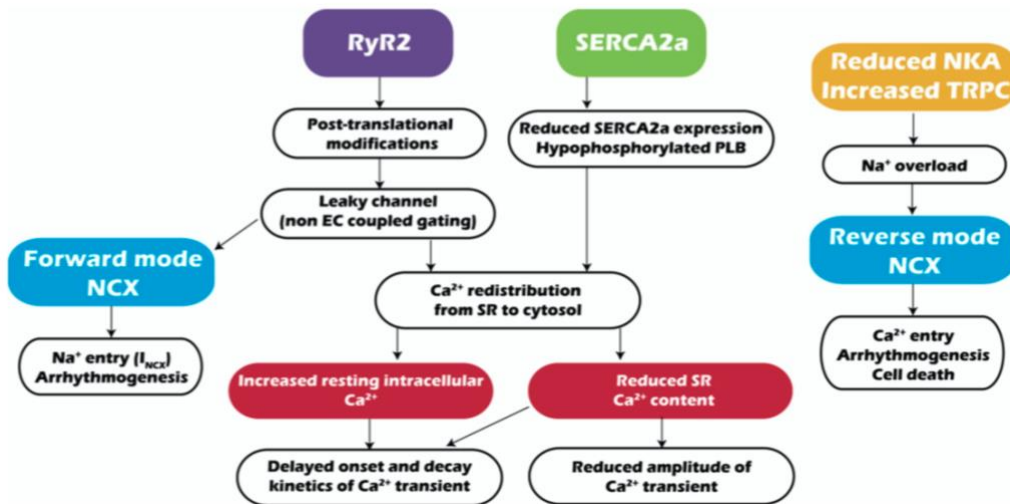 RyR2
SERCA2a
Reduced NKA
Increased TRPC
Post-translational
modifications
Reduced SERCA2a expression
Hypophosphorylated PLB
Na⁺ overload
Leaky channel
(non EC coupled gating)
Forward mode
NCX
Reverse mode
NCX
Ca²⁺ redistribution
from SR to cytosol
Na⁺ entry (I_NCX)
Arrhythmogenesis
Ca²⁺ entry
Arrhythmogenesis
Cell death
Increased resting intracellular
Ca²⁺
Reduced SR
Ca²⁺ content
Delayed onset and decay
kinetics of Ca²⁺ transient
Reduced amplitude of
Ca²⁺ transient